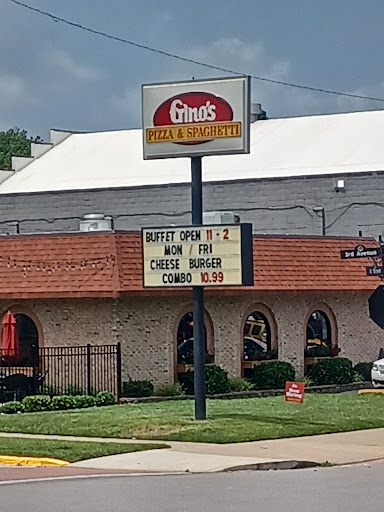 Gino's
PIZZA & SPAGHETTI
BUFFET OPEN 11 - 2
MON / FRI
CHEESE BURGER
COMBO 10.99
3rd Avenue